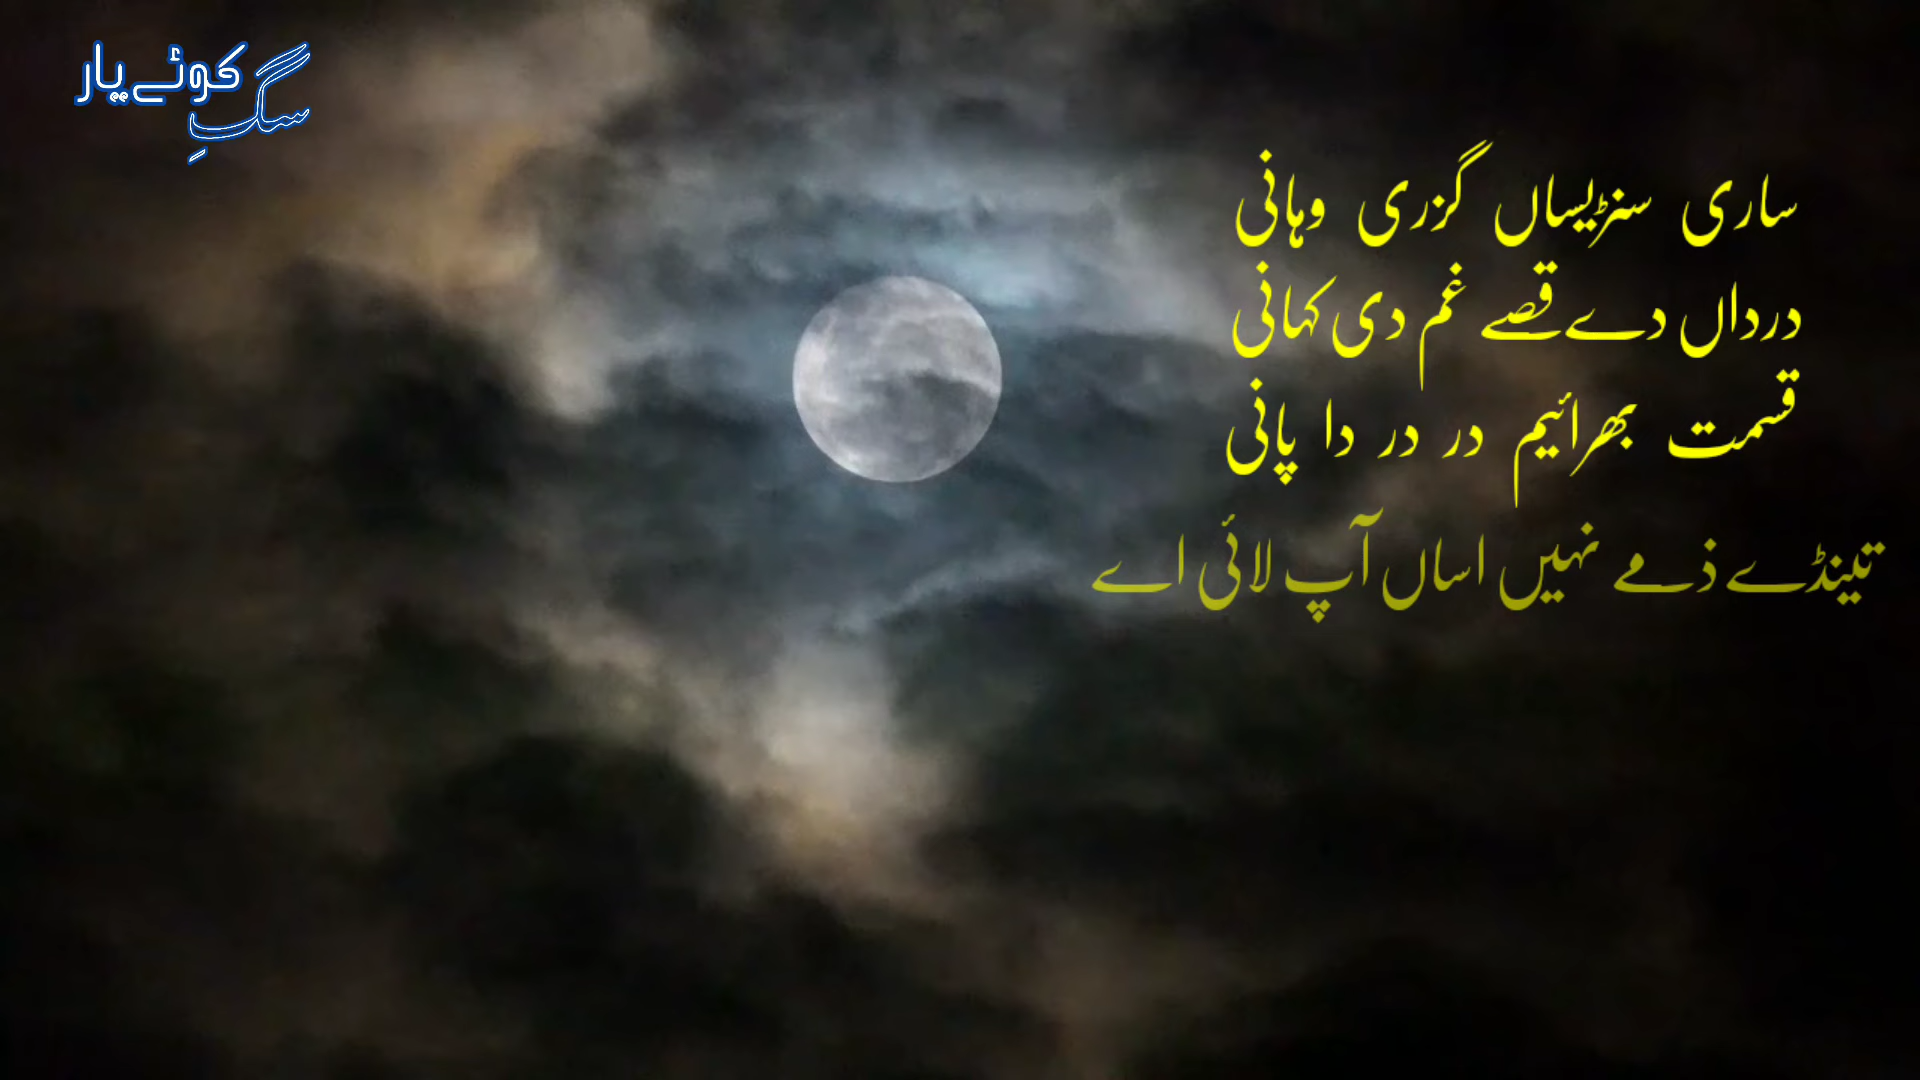 سگِ کوئے یار
ساری سنڑیساں گزری وہانی
درداں دے قصے غم دی کہانی
قسمت بھرائیم در در دا پانی
تینڈے ذمے نہیں اساں آپ لائی اے